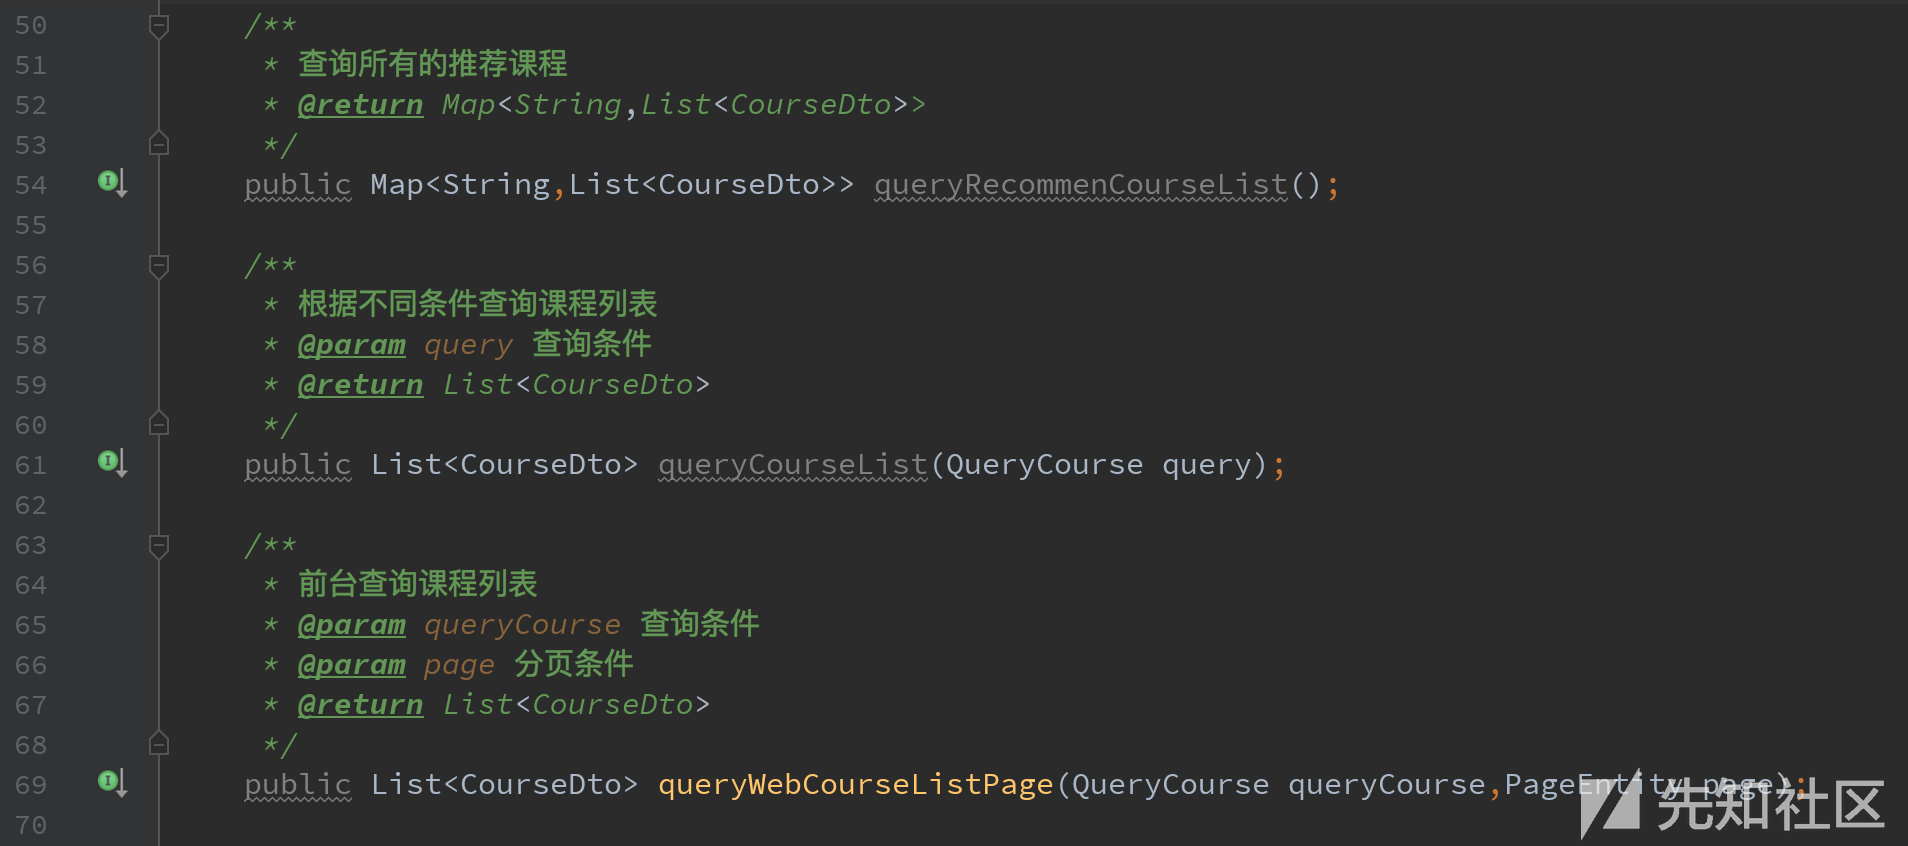 50 /**
51 * 查询所有的推荐课程
52 * @return Map<String,List<CourseDto>>
53 */
54 public Map<String,List<CourseDto>> queryRecommenCourseList();
55
56 /**
57 * 根据不同条件查询课程列表
58 * @param query 查询条件
59 * @return List<CourseDto>
60 */
61 public List<CourseDto> queryCourseList(QueryCourse query);
62
63 /**
64 * 前台查询课程列表
65 * @param queryCourse 查询条件
66 * @param page 分页条件
67 * @return List<CourseDto>
68 */
69 public List<CourseDto> queryWebCourseListPage(QueryCourse queryCourse,PageEntity page);
70
先知社区